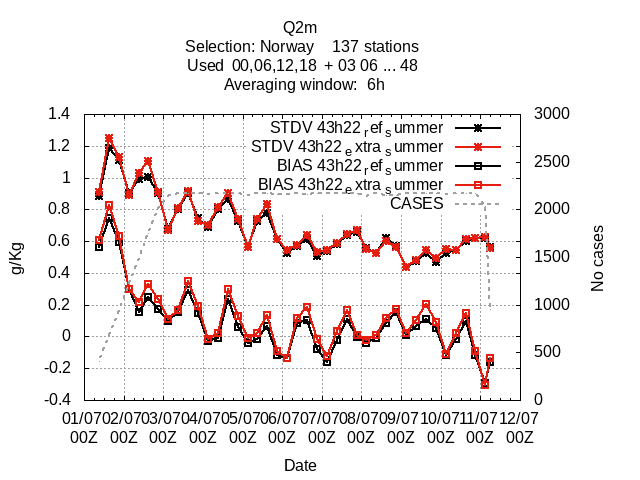 Q2m
Selection: Norway 137 stations
Used 00,06,12,18 + 03 06 ... 48
Averaging window: 6h
1.4
1.2
1
0.8
0.6
0.4
0.2
0
-0.2
-0.4
g/Kg
STDV 43h22refsummer
STDV 43h22extrasummer
BIAS 43h22refsummer
BIAS 43h22extrasummer
CASES
3000
2500
2000
1500
1000
500
0
No cases
01/07 02/07 03/07 04/07 05/07 06/07 07/07 08/07 09/07 10/07 11/07 12/07
00Z 00Z 00Z 00Z 00Z 00Z 00Z 00Z 00Z 00Z 00Z 00Z
Date